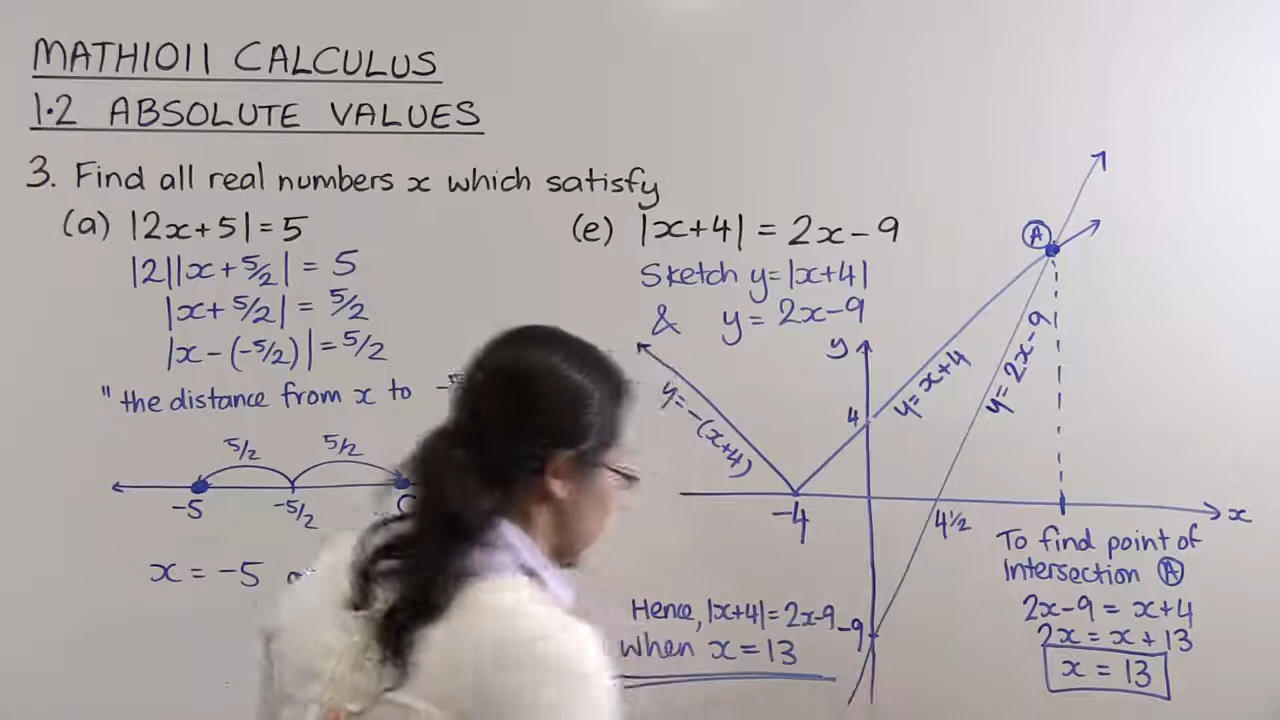 MATH1011 CALCULUS
1.2 ABSOLUTE VALUES
3. Find all real numbers x which satisfy
(a) |2x+5| = 5
|2||x+5/2| = 5
|x+5/2| = 5/2
|x-(-5/2)| = 5/2
"the distance from x to
5/2 5/2
-5 -5/2
x = -5
(e) |x+4| = 2x-9
Sketch y=|x+4|
& y = 2x-9
y
4
y=-(x+4)
y=x+4
y=2x-9
A
-4
4½
x
-9
Hence, |x+4| = 2x-9
when x = 13
To find point of
intersection A
2x-9 = x+4
2x = x+13
x = 13